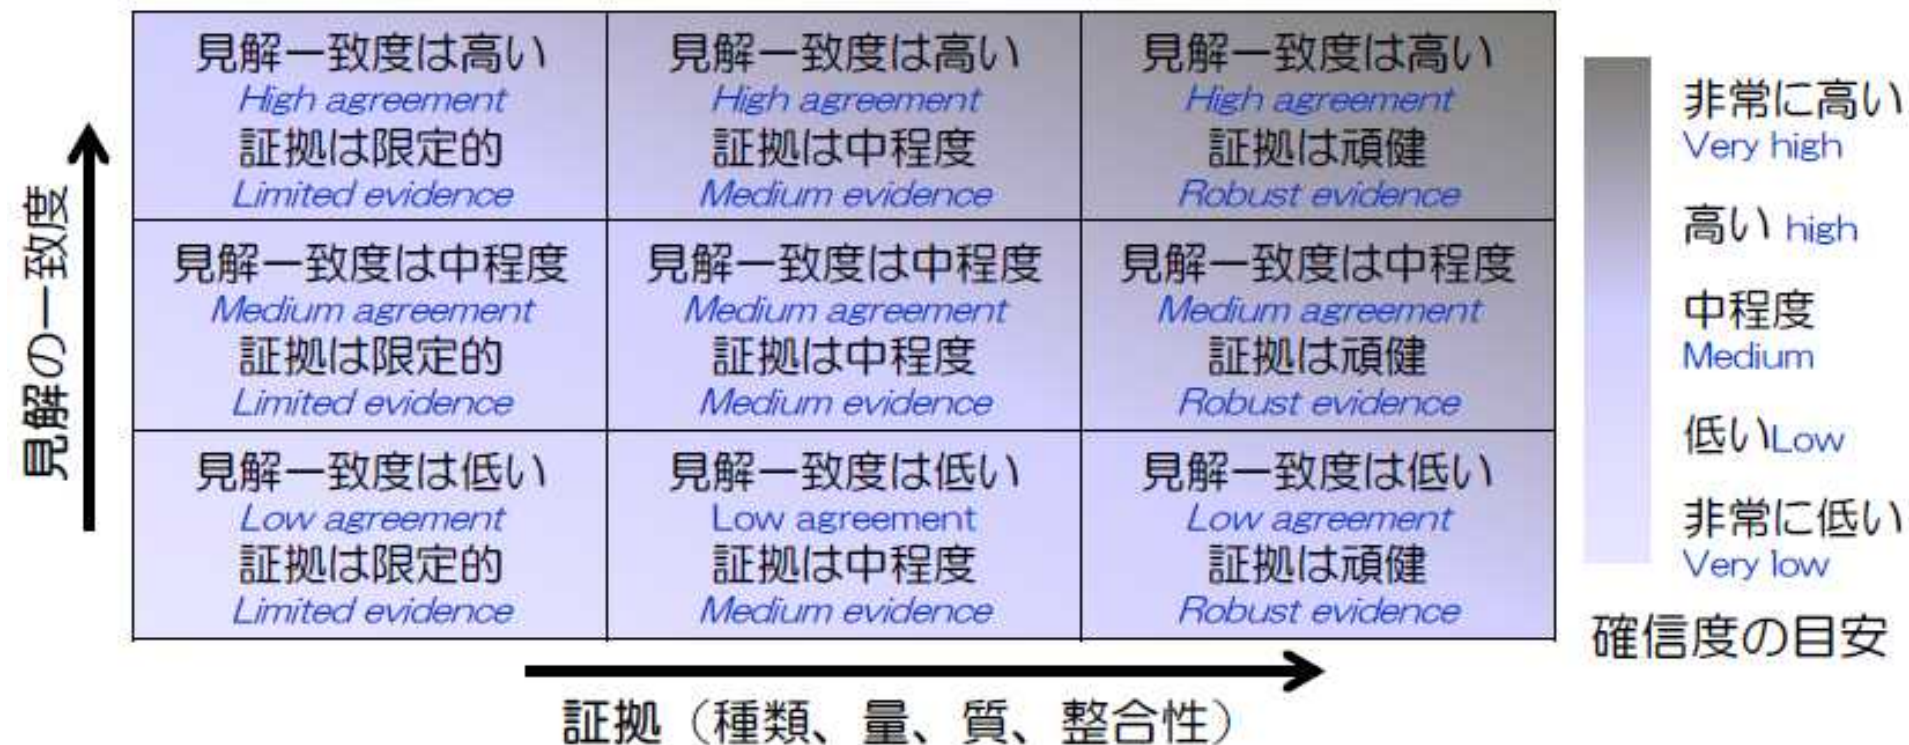 見解の一致度
見解一致度は高い
High agreement
証拠は限定的
Limited evidence
見解一致度は高い
High agreement
証拠は中程度
Medium evidence
見解一致度は高い
High agreement
証拠は頑健
Robust evidence
見解一致度は中程度
Medium agreement
証拠は限定的
Limited evidence
見解一致度は中程度
Medium agreement
証拠は中程度
Medium evidence
見解一致度は中程度
Medium agreement
証拠は頑健
Robust evidence
見解一致度は低い
Low agreement
証拠は限定的
Limited evidence
見解一致度は低い
Low agreement
証拠は中程度
Medium evidence
見解一致度は低い
Low agreement
証拠は頑健
Robust evidence
証拠（種類、量、質、整合性）
非常に高い
Very high
高い high
中程度
Medium
低いLow
非常に低い
Very low
確信度の目安